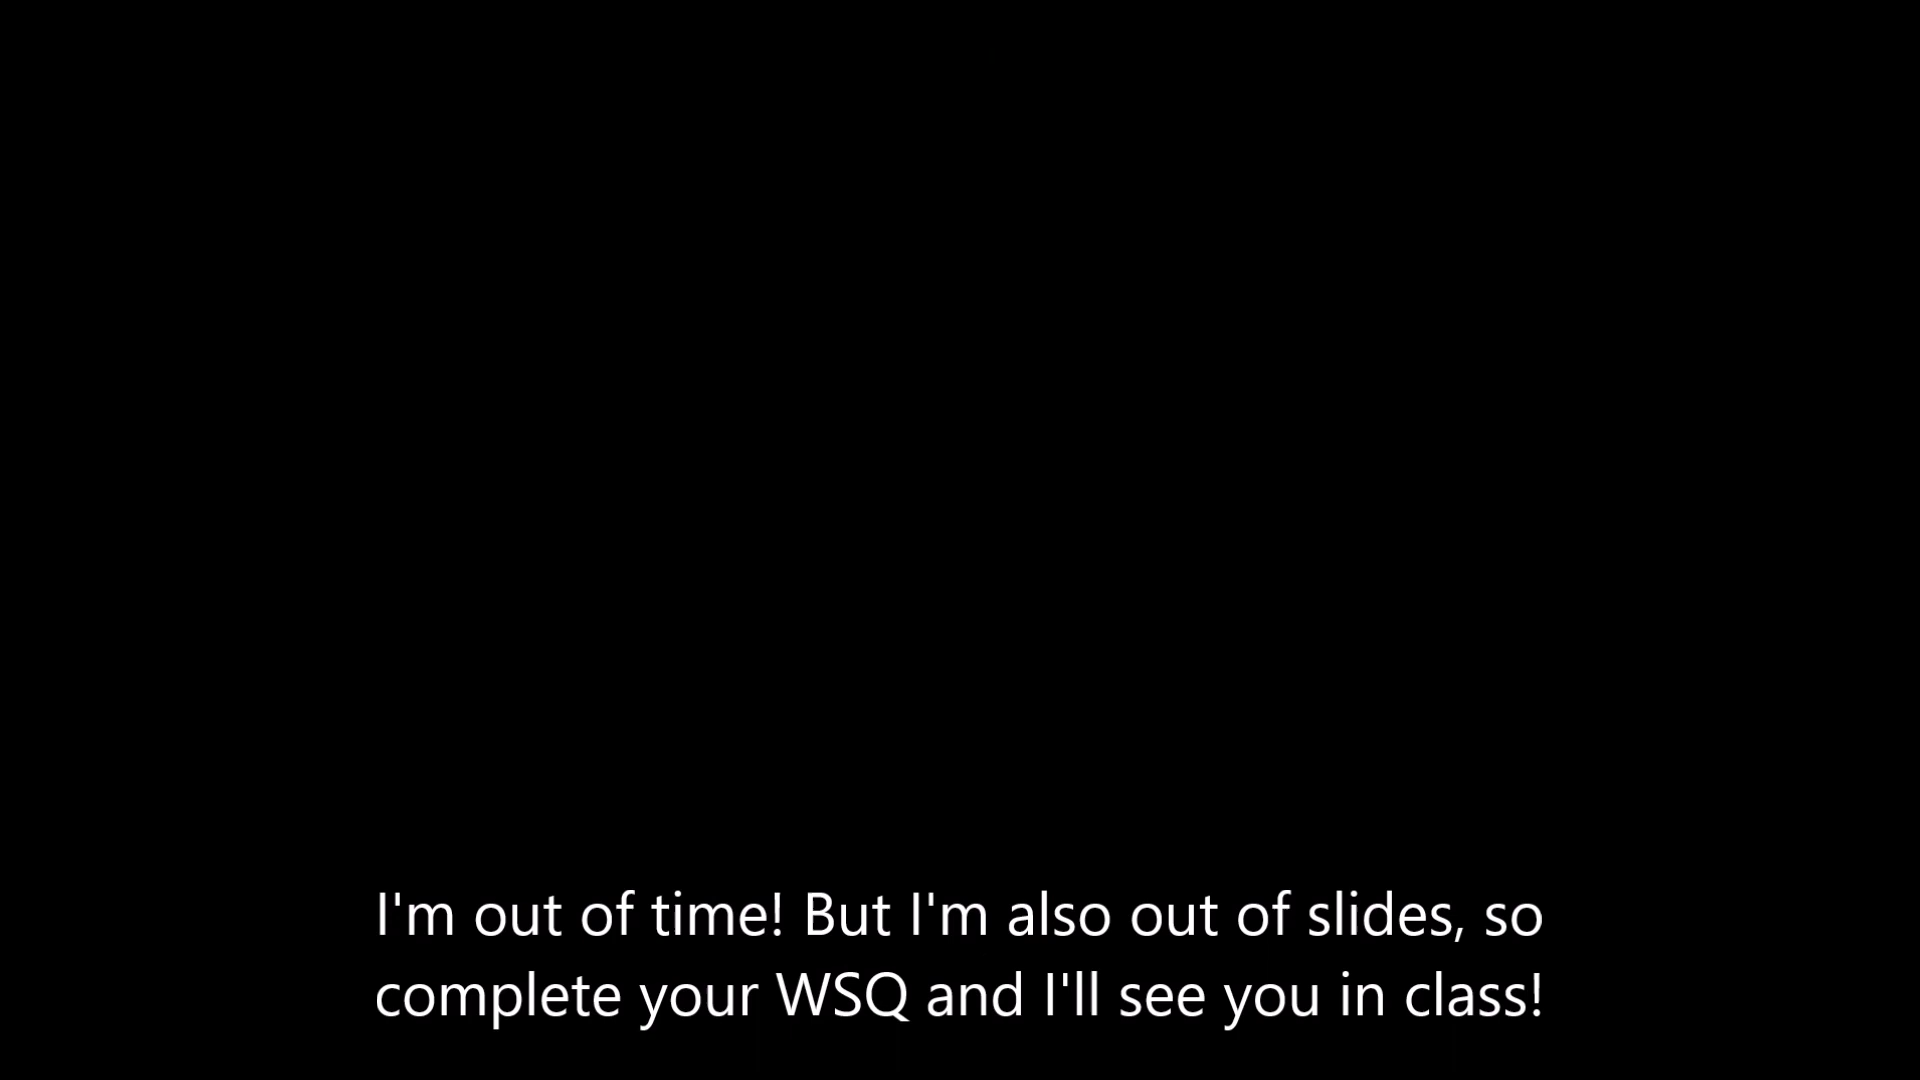 I'm out of time! But I'm also out of slides, so
complete your WSQ and I'll see you in class!